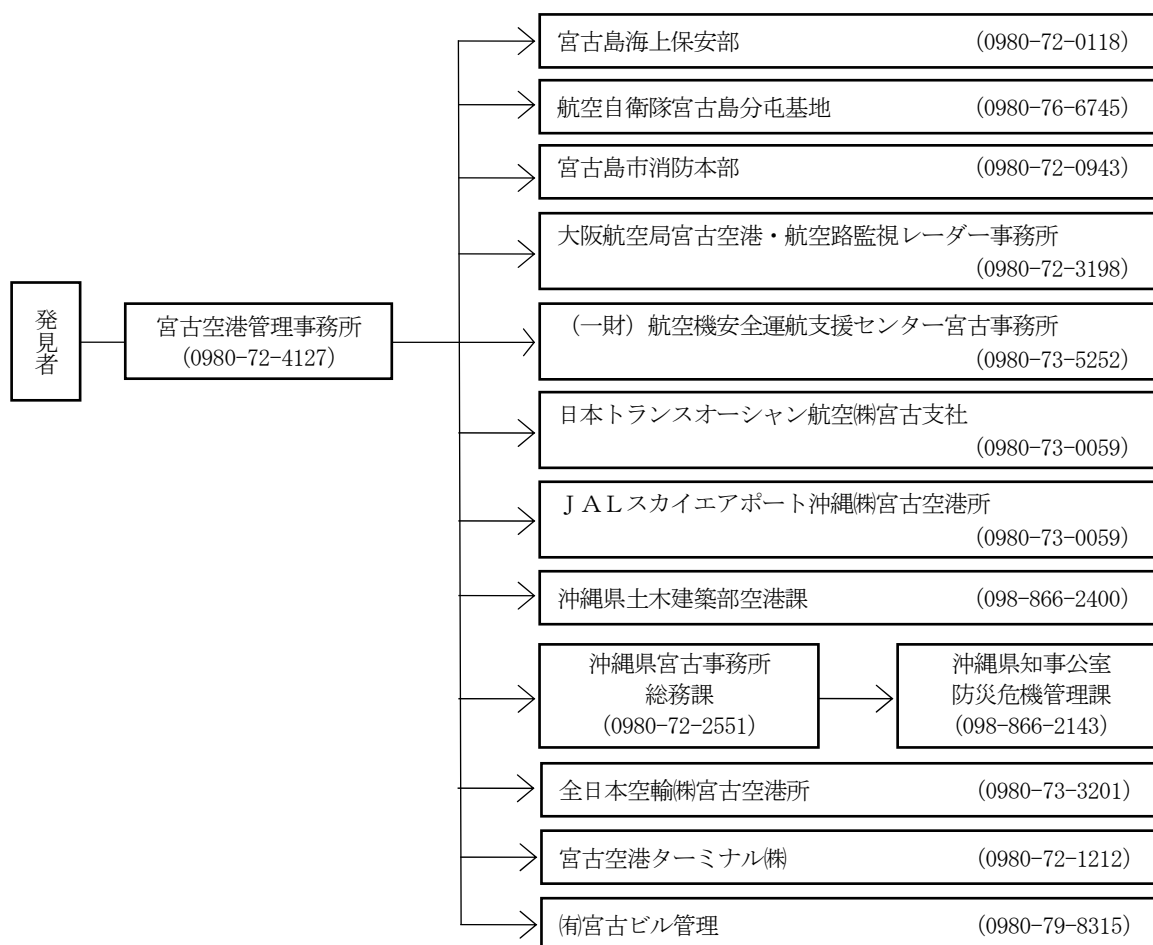 発見者
宮古空港管理事務所
(0980-72-4127)
宮古島海上保安部 (0980-72-0118)
航空自衛隊宮古島分屯基地 (0980-76-6745)
宮古島市消防本部 (0980-72-0943)
大阪航空局宮古空港・航空路監視レーダー事務所
(0980-72-3198)
(一財)航空機安全運航支援センター宮古事務所
(0980-73-5252)
日本トランスオーシャン航空㈱宮古支社
(0980-73-0059)
JALスカイエアポート沖縄㈱宮古空港所
(0980-73-0059)
沖縄県土木建築部空港課 (098-866-2400)
沖縄県宮古事務所
総務課
(0980-72-2551)
沖縄県知事公室
防災危機管理課
(098-866-2143)
全日本空輸㈱宮古空港所 (0980-73-3201)
宮古空港ターミナル㈱ (0980-72-1212)
㈲宮古ビル管理 (0980-79-8315)